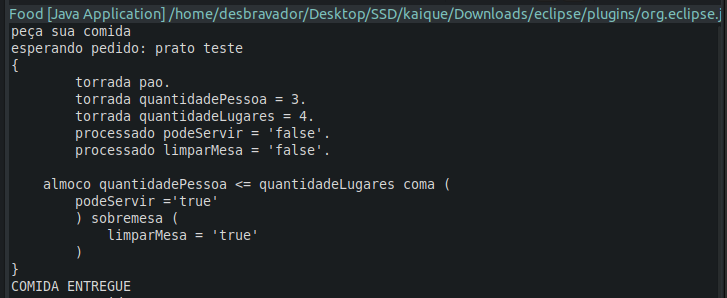 Food [Java Application] /home/desbravador/Desktop/SSD/kaique/Downloads/eclipse/plugins/org.eclipse.j
peça sua comida
esperando pedido: prato teste
{
torrada pao.
torrada quantidadePessoa = 3.
torrada quantidadeLugares = 4.
processado podeServir = 'false'.
processado limparMesa = 'false'.
almoco quantidadePessoa <= quantidadeLugares coma (
podeServir ='true'
) sobremesa (
limparMesa = 'true'
)
}
COMIDA ENTREGUE